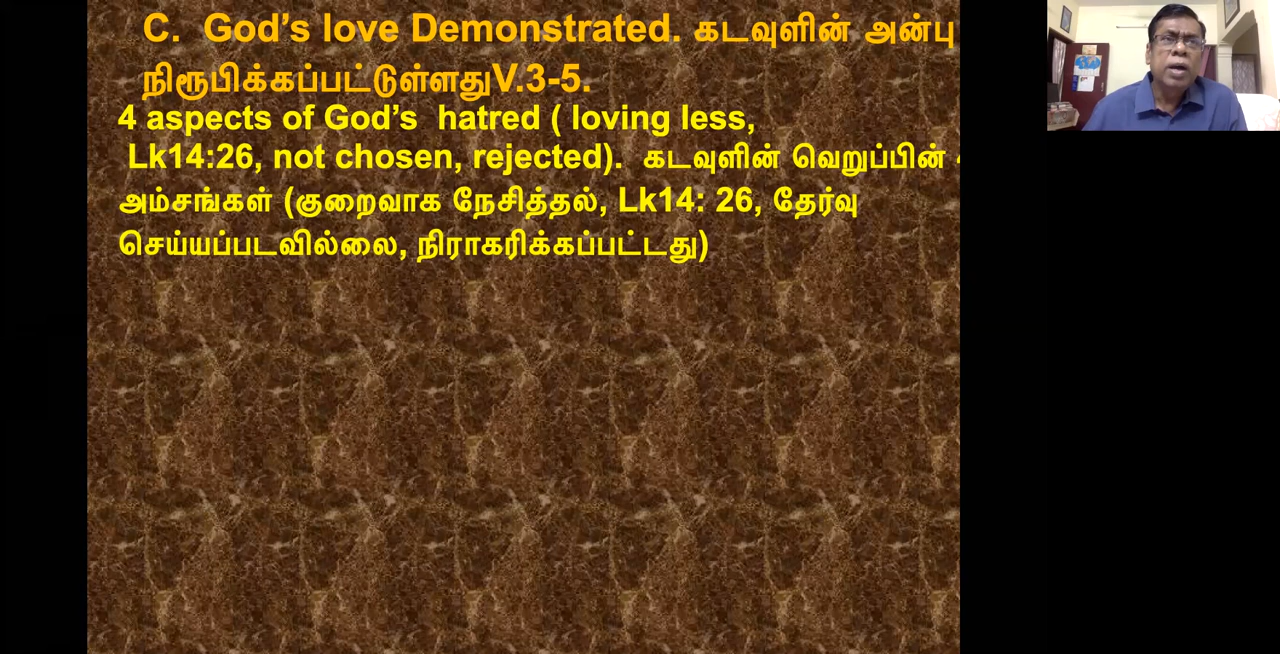 C. God’s love Demonstrated. கடவுளின் அன்பு
நிரூபிக்கப்பட்டுள்ளதுV.3-5.
4 aspects of God’s hatred ( loving less,
Lk14:26, not chosen, rejected). கடவுளின் வெறுப்பின்
அம்சங்கள் (குறைவாக நேசித்தல், Lk14: 26, தேர்வு
செய்யப்படவில்லை, நிராகரிக்கப்பட்டது)